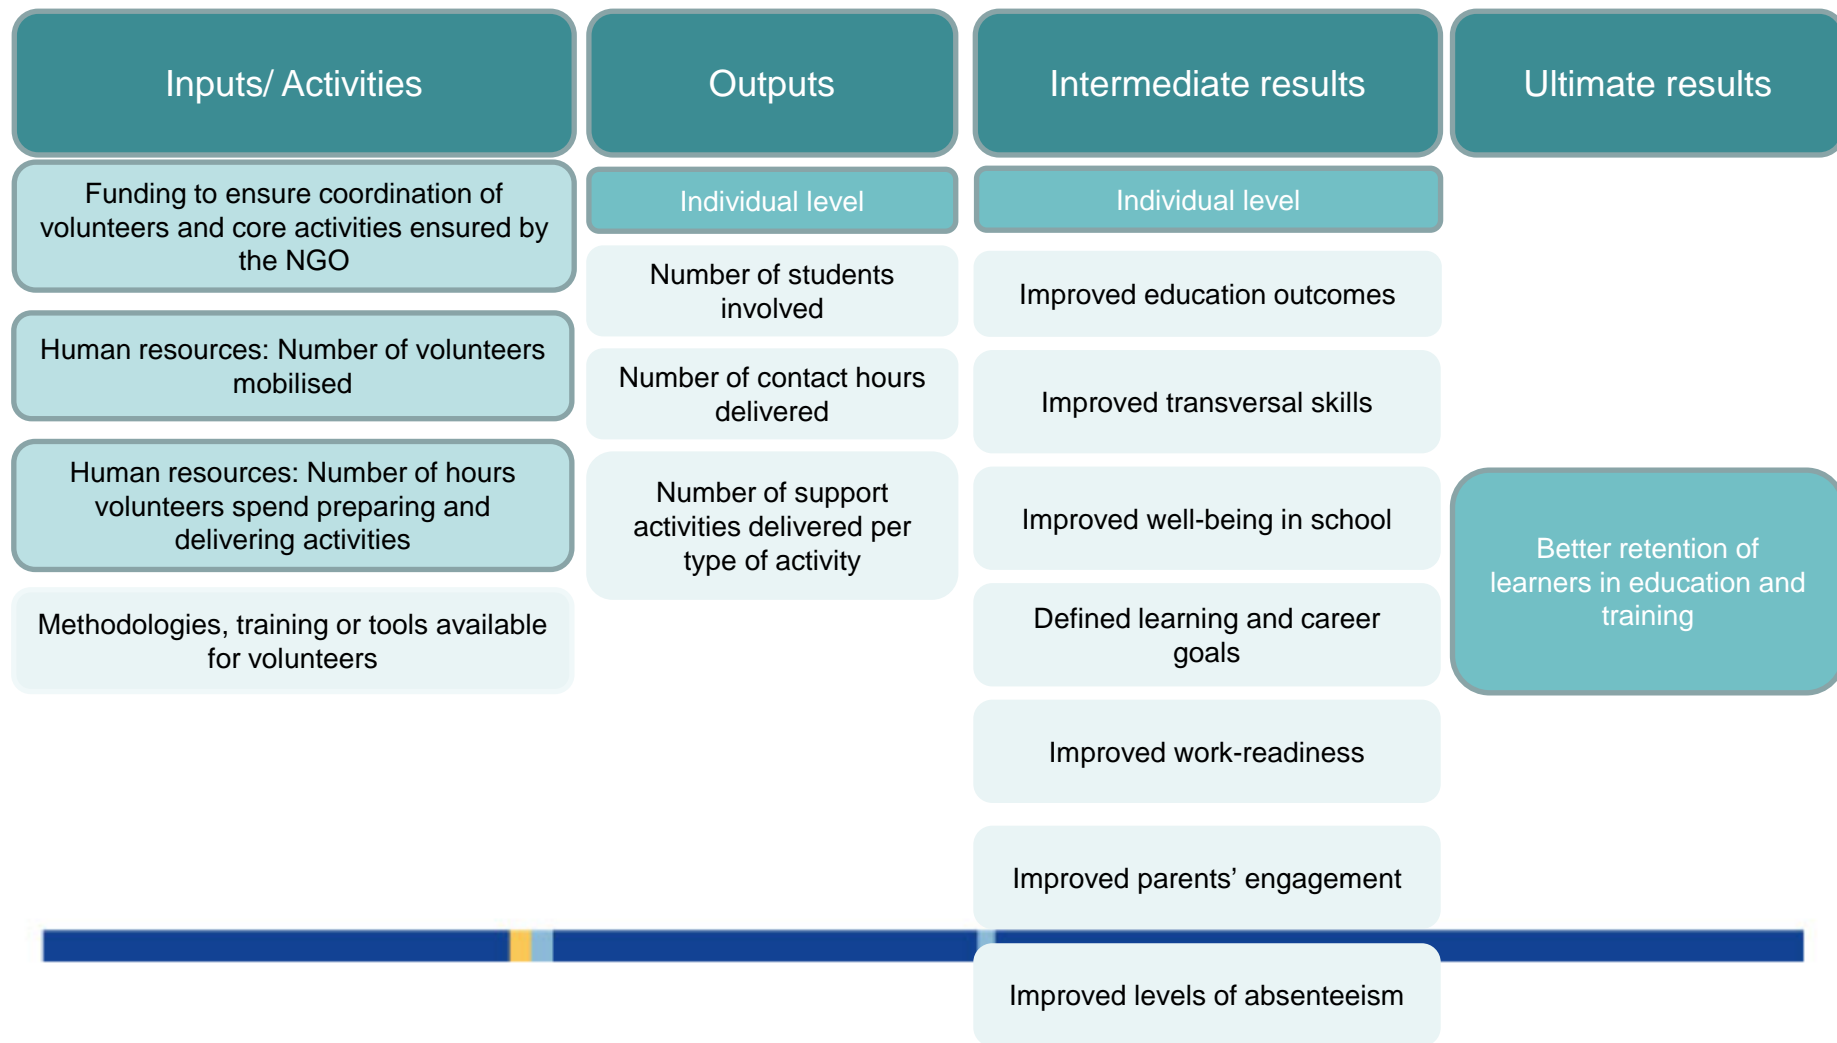 Inputs/ Activities
Funding to ensure coordination of
volunteers and core activities ensured by
the NGO
Human resources: Number of volunteers
mobilised
Human resources: Number of hours
volunteers spend preparing and
delivering activities
Methodologies, training or tools available
for volunteers
Outputs
Individual level
Number of students
involved
Number of contact hours
delivered
Number of support
activities delivered per
type of activity
Intermediate results
Individual level
Improved education outcomes
Improved transversal skills
Improved well-being in school
Defined learning and career
goals
Improved work-readiness
Improved parents’ engagement
Improved levels of absenteeism
Ultimate results
Better retention of
learners in education and
training